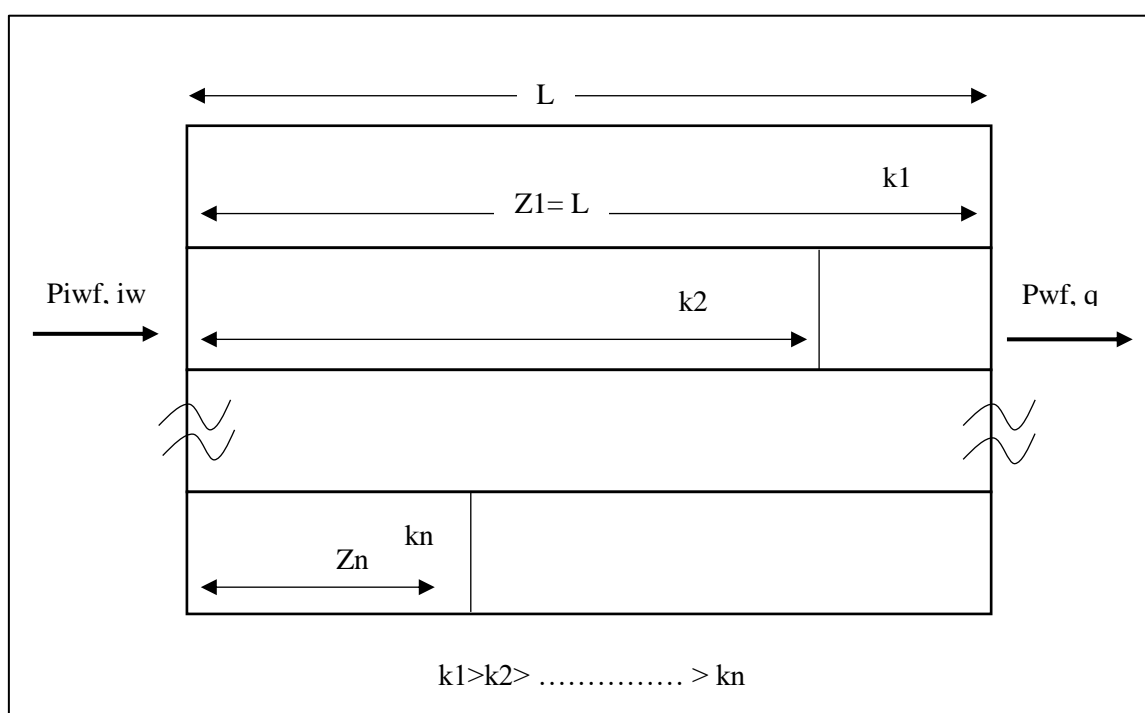 L
k1
Z1= L
Piwf, iw
k2
Pwf, q
kn
Zn
k1>k2> …………… > kn